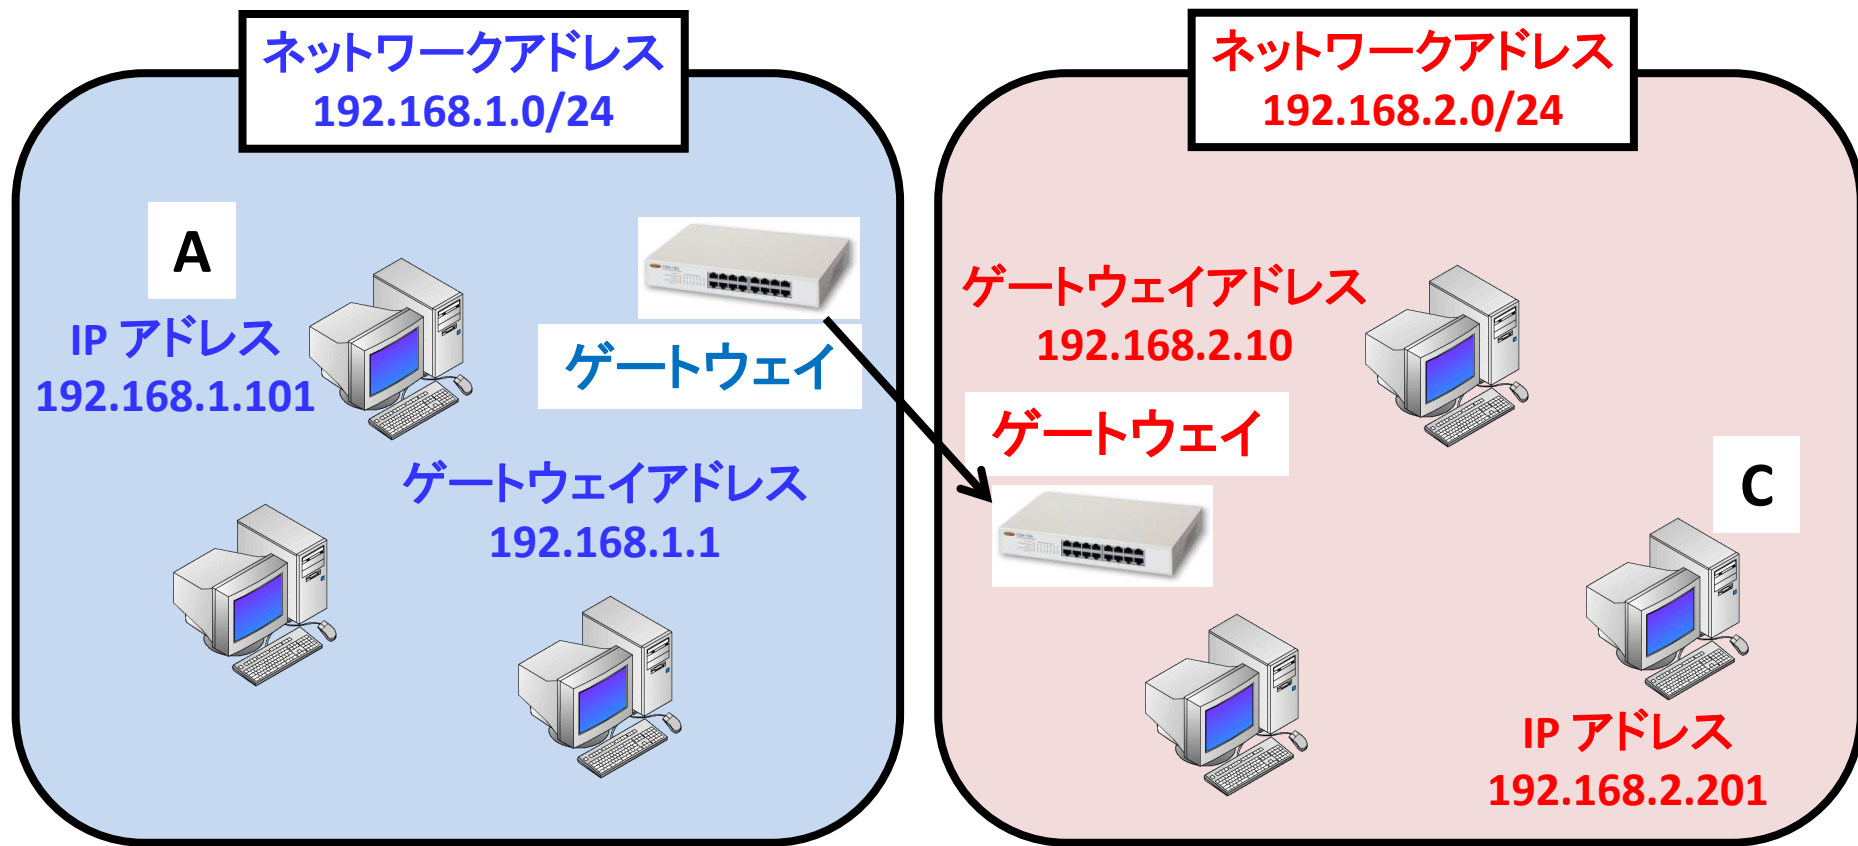 ネットワークアドレス
192.168.1.0/24
A
IP アドレス
192.168.1.101
ゲートウェイ
ゲートウェイアドレス
192.168.1.1
ネットワークアドレス
192.168.2.0/24
ゲートウェイアドレス
192.168.2.10
ゲートウェイ
C
IP アドレス
192.168.2.201